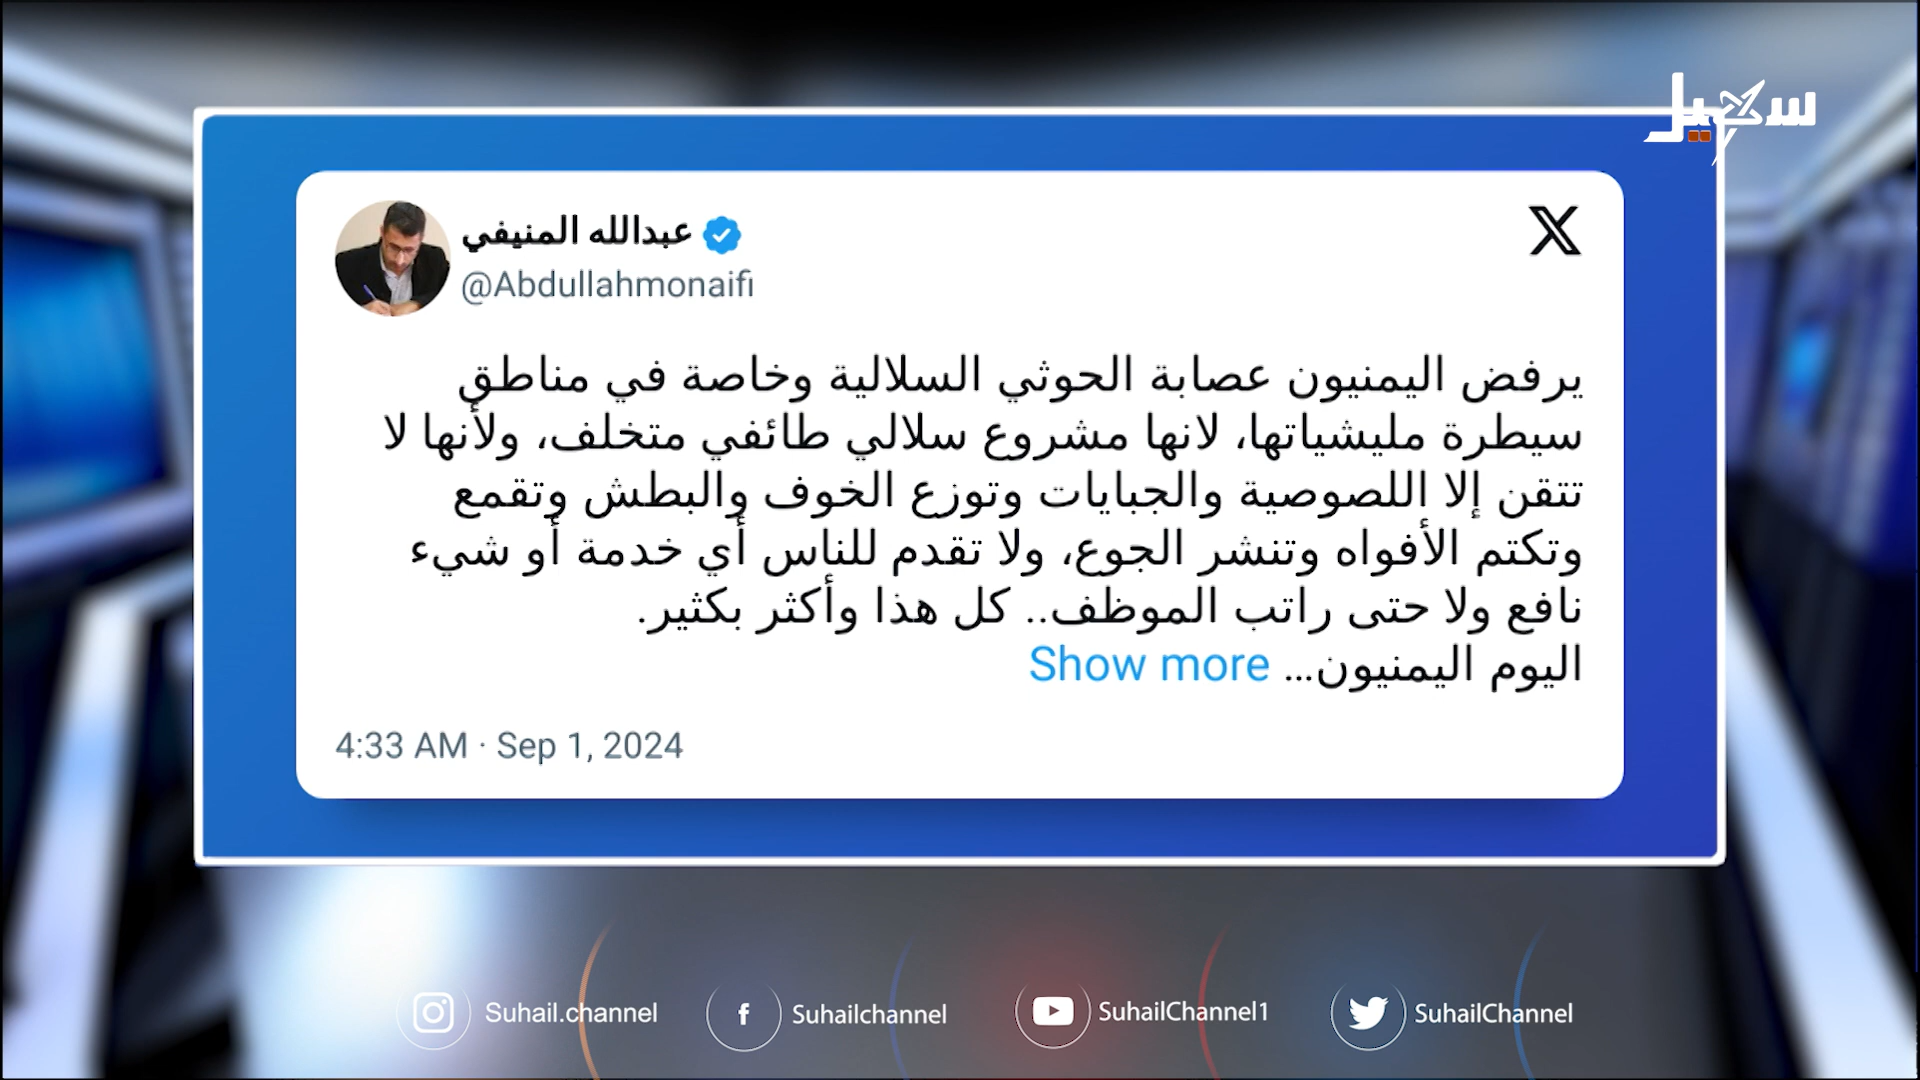 سهيل
عبدالله المنيفي
@Abdullahmonaifi
يرفض اليمنيون عصابة الحوثي السلالية وخاصة في مناطق
سيطرة مليشياتها، لانها مشروع سلالي طائفي متخلف، ولأنها لا
تتقن إلا اللصوصية والجبايات وتوزع الخوف والبطش وتقمع
وتكتم الأفواه وتنشر الجوع، ولا تقدم للناس أي خدمة أو شيء
نافع ولا حتى راتب الموظف.. كل هذا وأكثر بكثير.
اليوم اليمنيون... Show more
4:33 AM · Sep 1, 2024
Suhail.channel
Suhailchannel
SuhailChannel1
SuhailChannel